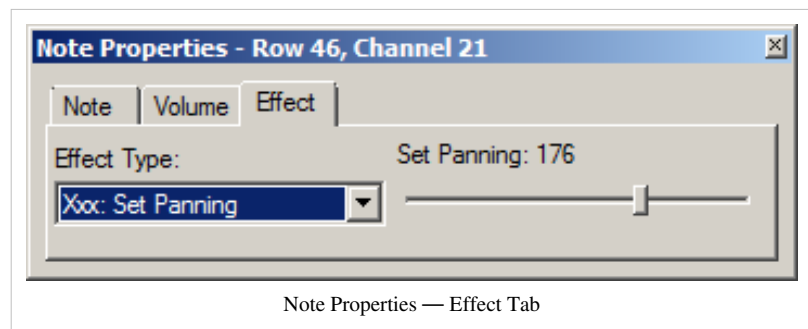 Note Properties - Row 46, Channel 21
Note Volume Effect
Effect Type: Set Panning: 176
Xxx: Set Panning
Note Properties — Effect Tab